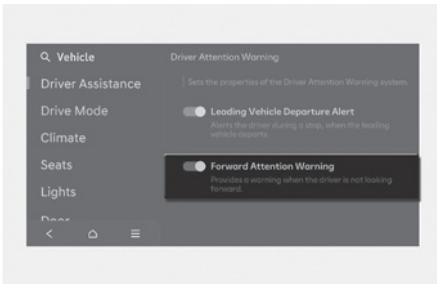 Vehicle
Driver Assistance
Drive Mode
Climate
Seats
Lights
Door
Driver Attention Warning
Sets the properties of the Driver Attention Warning system.
Leading Vehicle Departure Alert
Alerts the driver during a stop, when the leading
vehicle departs.
Forward Attention Warning
Provides a warning when the driver is not looking
forward.